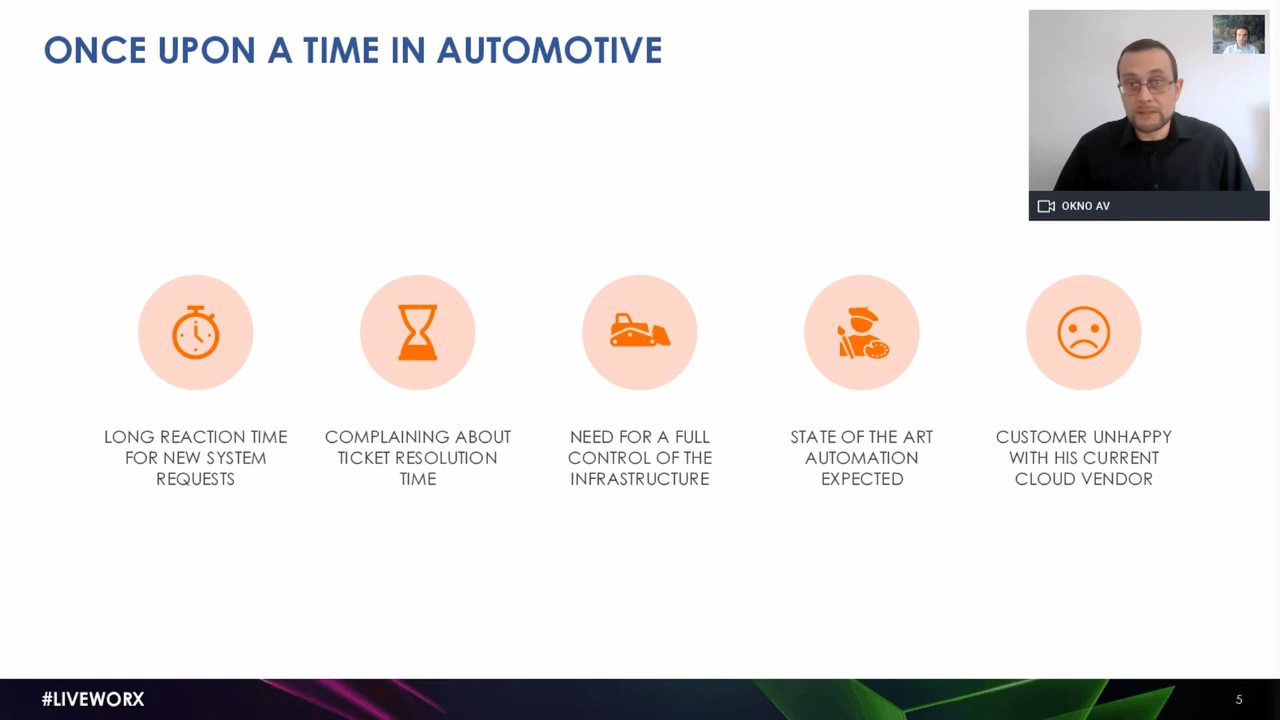 ONCE UPON A TIME IN AUTOMOTIVE
OKNO AV
LONG REACTION TIME
FOR NEW SYSTEM
REQUESTS
COMPLAINING ABOUT
TICKET RESOLUTION
TIME
NEED FOR A FULL
CONTROL OF THE
INFRASTRUCTURE
STATE OF THE ART
AUTOMATION
EXPECTED
CUSTOMER UNHAPPY
WITH HIS CURRENT
CLOUD VENDOR
#LIVEWORX
5